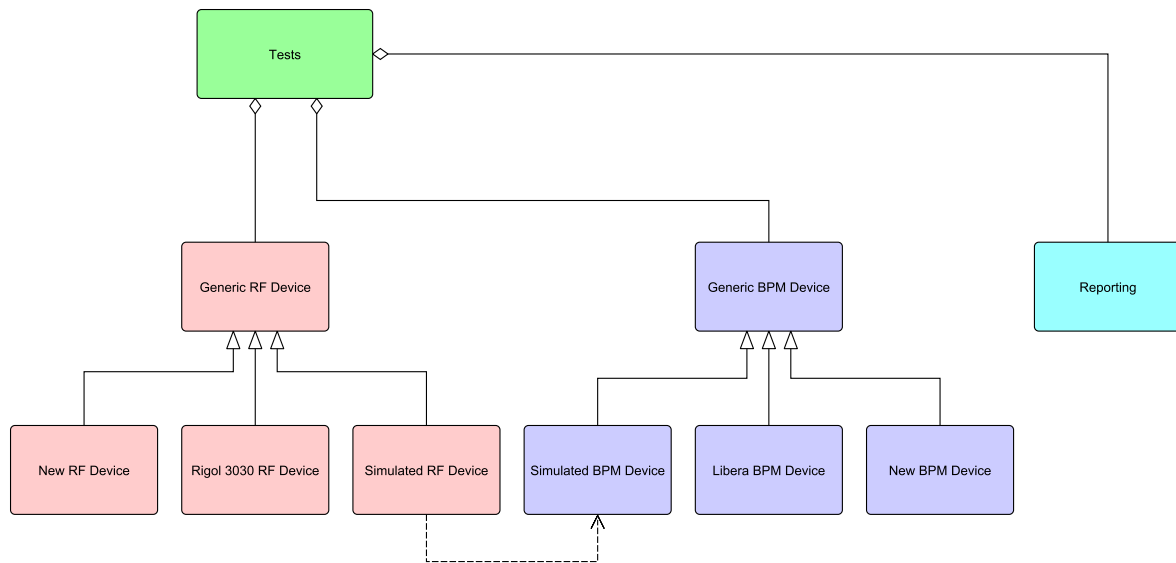 Tests
Generic RF Device
Generic BPM Device
Reporting
New RF Device
Rigol 3030 RF Device
Simulated RF Device
Simulated BPM Device
Libera BPM Device
New BPM Device